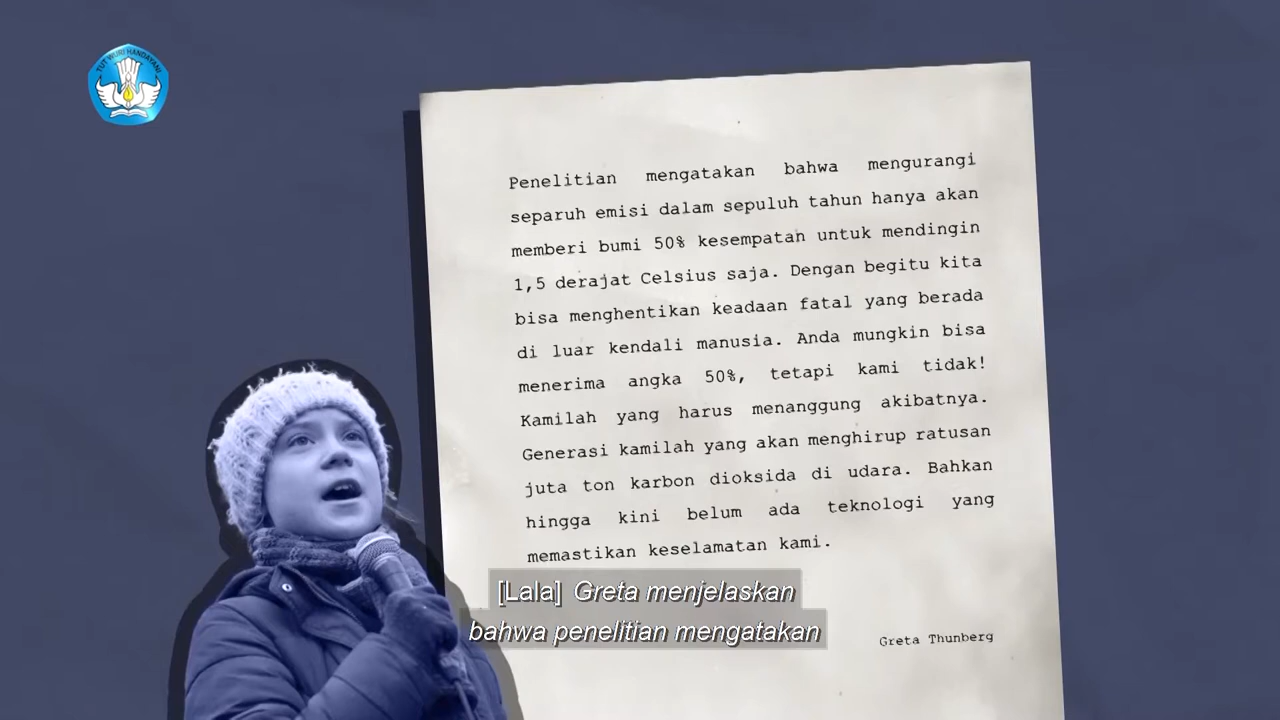 TUT WURI HANDAYANI
Penelitian mengatakan bahwa mengurangi
separuh emisi dalam sepuluh tahun hanya akan
memberi bumi 50% kesempatan untuk mendingin
1,5 derajat Celsius saja. Dengan begitu kita
bisa menghentikan keadaan fatal yang berada
di luar kendali manusia. Anda mungkin bisa
menerima angka 50%, tetapi kami tidak!
Kamilah yang harus menanggung akibatnya.
Generasi kamilah yang akan menghirup ratusan
juta ton karbon dioksida di udara. Bahkan
hingga kini belum ada teknologi yang
memastikan keselamatan kami.
Greta Thunberg
[Lala] Greta menjelaskan
bahwa penelitian mengatakan